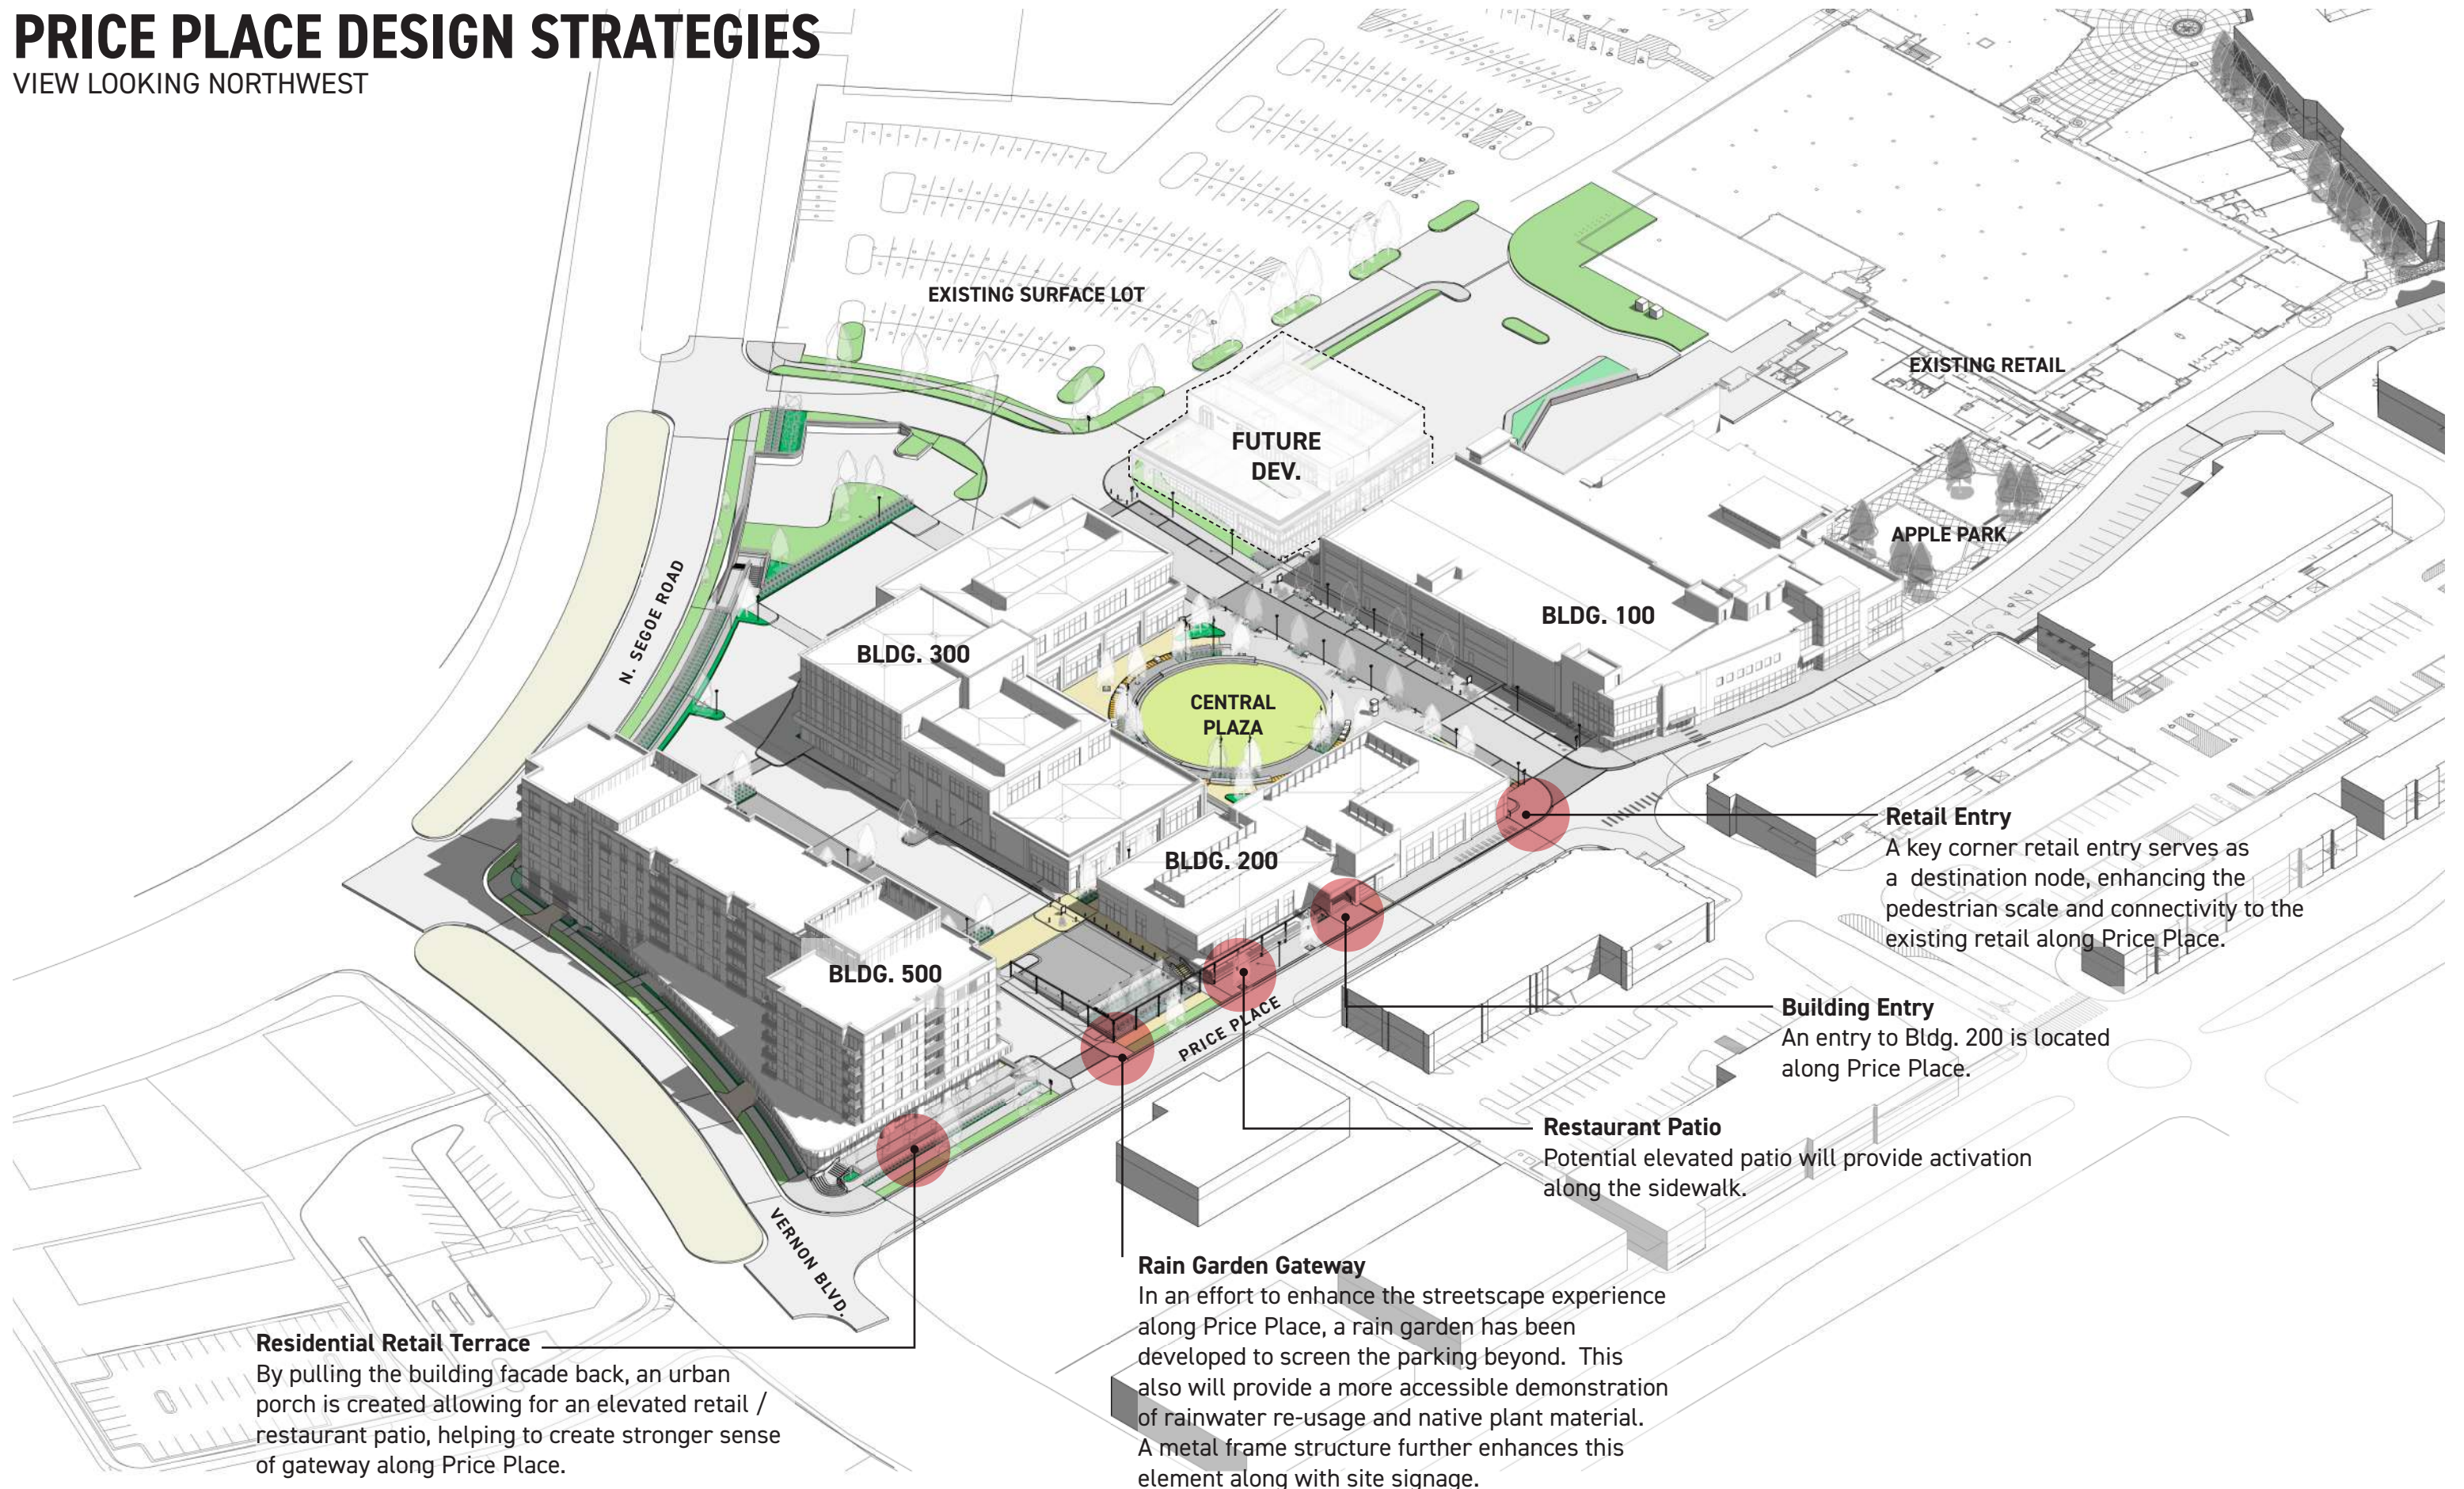 PRICE PLACE DESIGN STRATEGIES
VIEW LOOKING NORTHWEST
EXISTING SURFACE LOT
EXISTING RETAIL
FUTURE
DEV.
APPLE PARK
N. SEGOE ROAD
BLDG. 100
BLDG. 300
CENTRAL
PLAZA
BLDG. 200
BLDG. 500
PRICE PLACE
VERNON BLVD.
Retail Entry
A key corner retail entry serves as
a destination node, enhancing the
pedestrian scale and connectivity to the
existing retail along Price Place.
Building Entry
An entry to Bldg. 200 is located
along Price Place.
Restaurant Patio
Potential elevated patio will provide activation
along the sidewalk.
Rain Garden Gateway
In an effort to enhance the streetscape experience
along Price Place, a rain garden has been
developed to screen the parking beyond. This
also will provide a more accessible demonstration
of rainwater re-usage and native plant material.
A metal frame structure further enhances this
element along with site signage.
Residential Retail Terrace
By pulling the building facade back, an urban
porch is created allowing for an elevated retail /
restaurant patio, helping to create stronger sense
of gateway along Price Place.